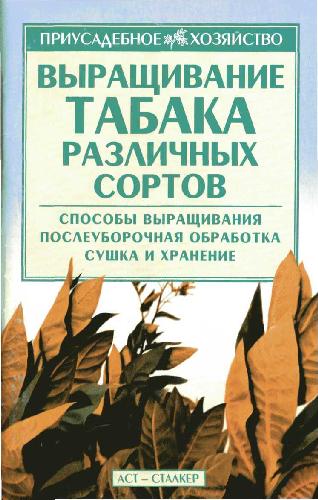 ПРИУСАДЕБНОЕ ХОЗЯЙСТВО
ВЫРАЩИВАНИЕ
ТАБАКА
РАЗЛИЧНЫХ
СОРТОВ
СПОСОБЫ ВЫРАЩИВАНИЯ
ПОСЛЕУБОРОЧНАЯ ОБРАБОТКА
СУШКА И ХРАНЕНИЕ
АСТ – СТАЛКЕР